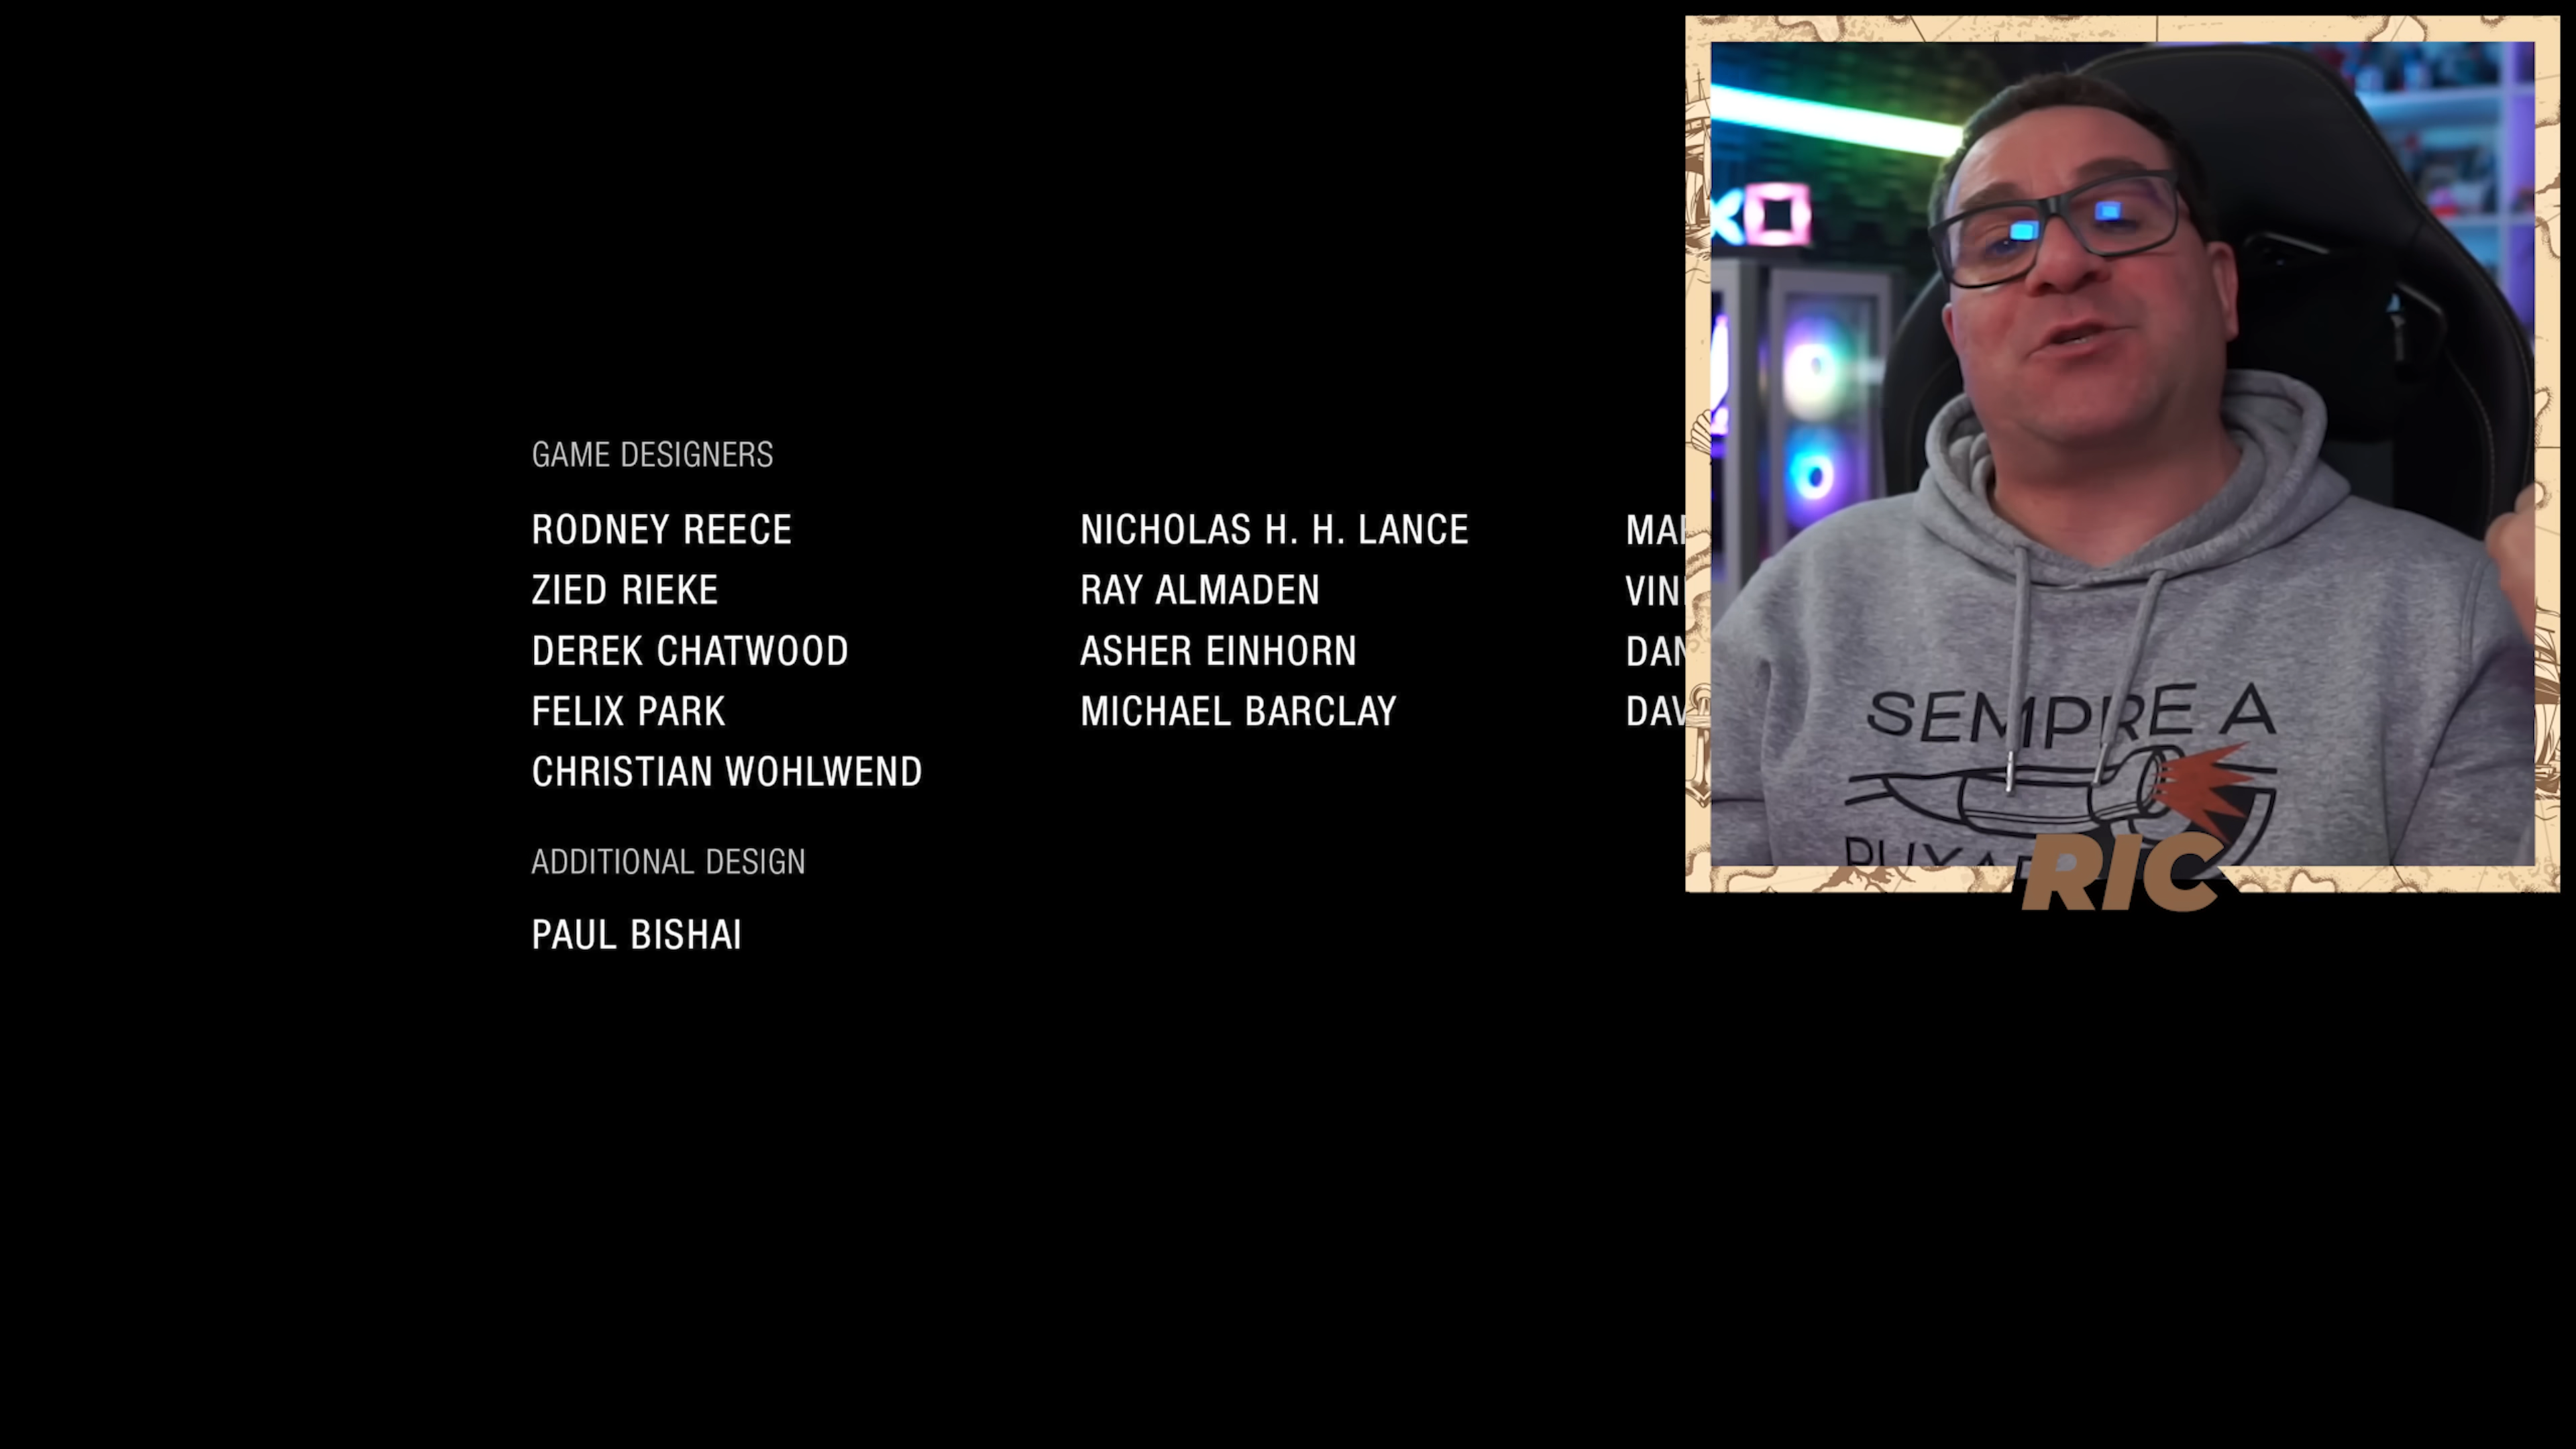 GAME DESIGNERS
RODNEY REECE NICHOLAS H. H. LANCE
ZIED RIEKE RAY ALMADEN
DEREK CHATWOOD ASHER EINHORN
FELIX PARK MICHAEL BARCLAY
CHRISTIAN WOHLWEND
ADDITIONAL DESIGN
PAUL BISHAI
SEMPRE A
RIC